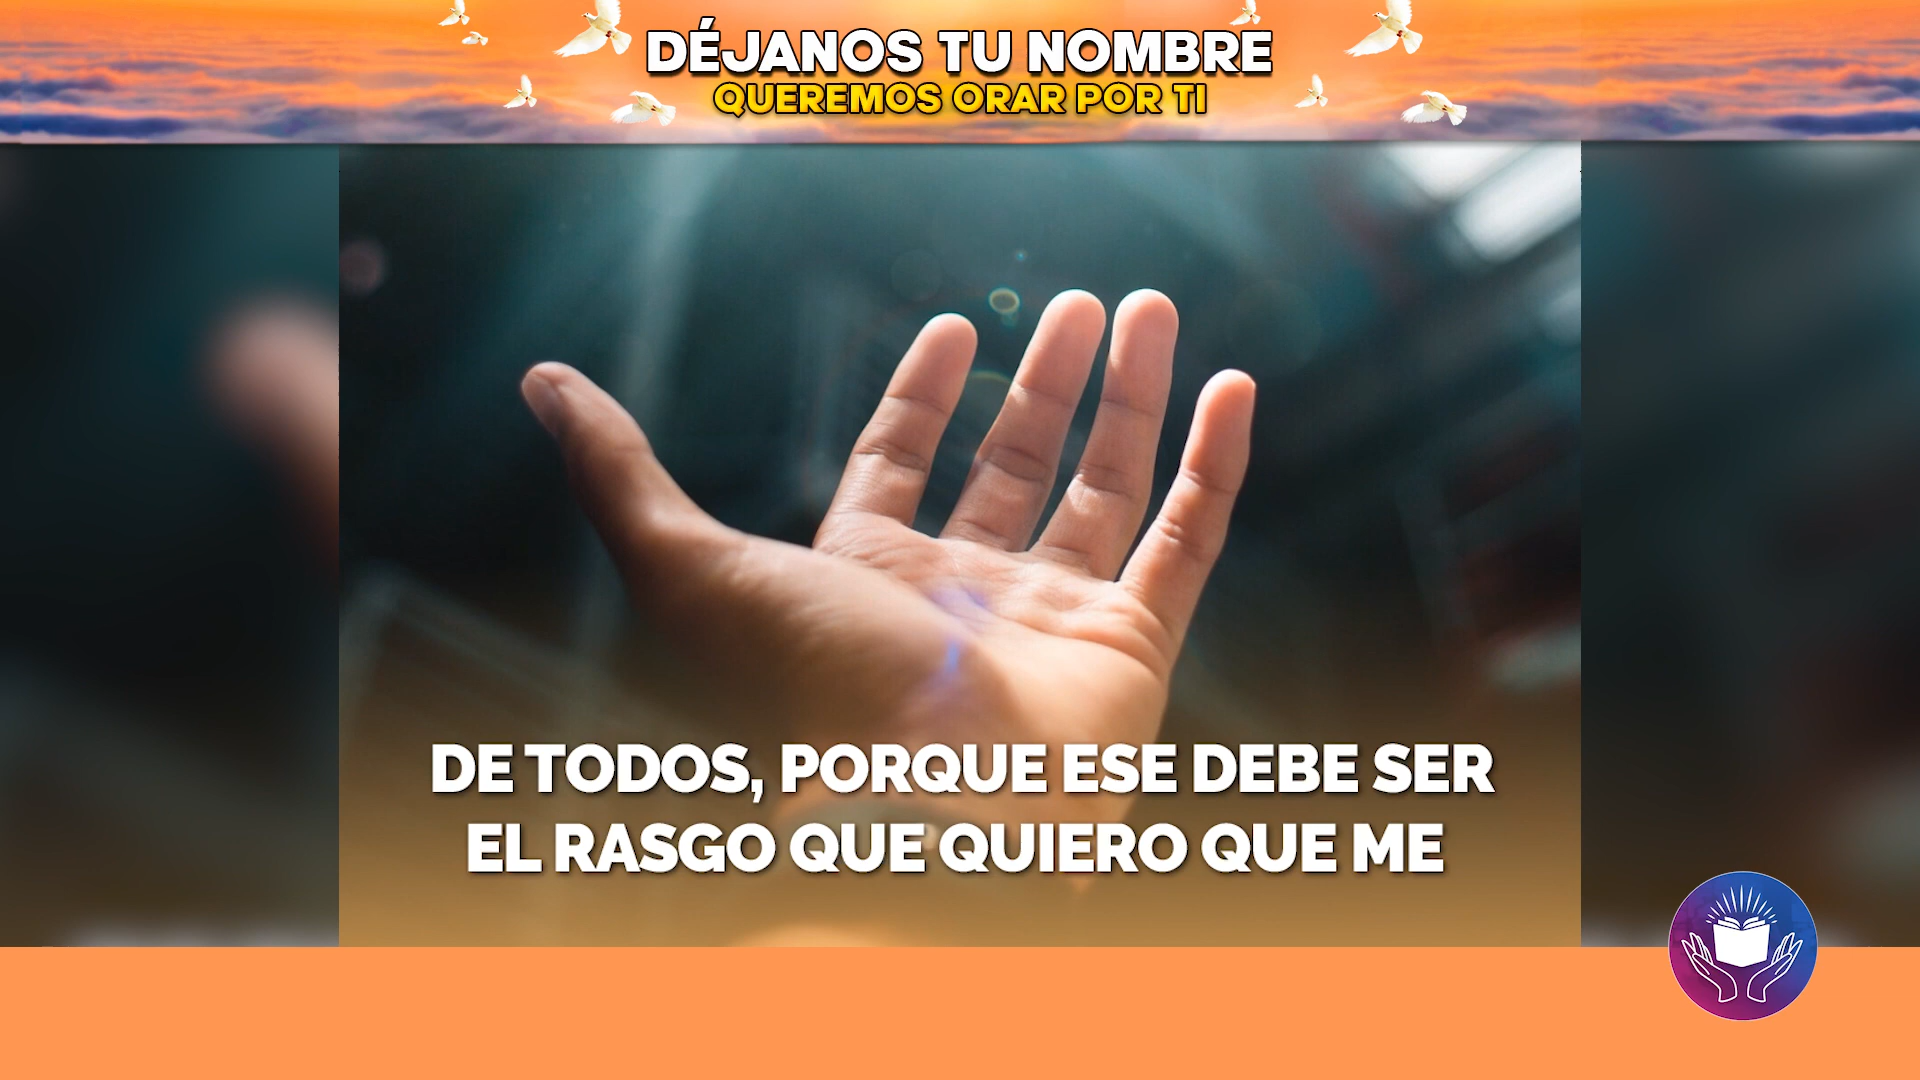 DÉJANOS TU NOMBRE
QUEREMOS ORAR POR TI
DE TODOS, PORQUE ESE DEBE SER
EL RASGO QUE QUIERO QUE ME